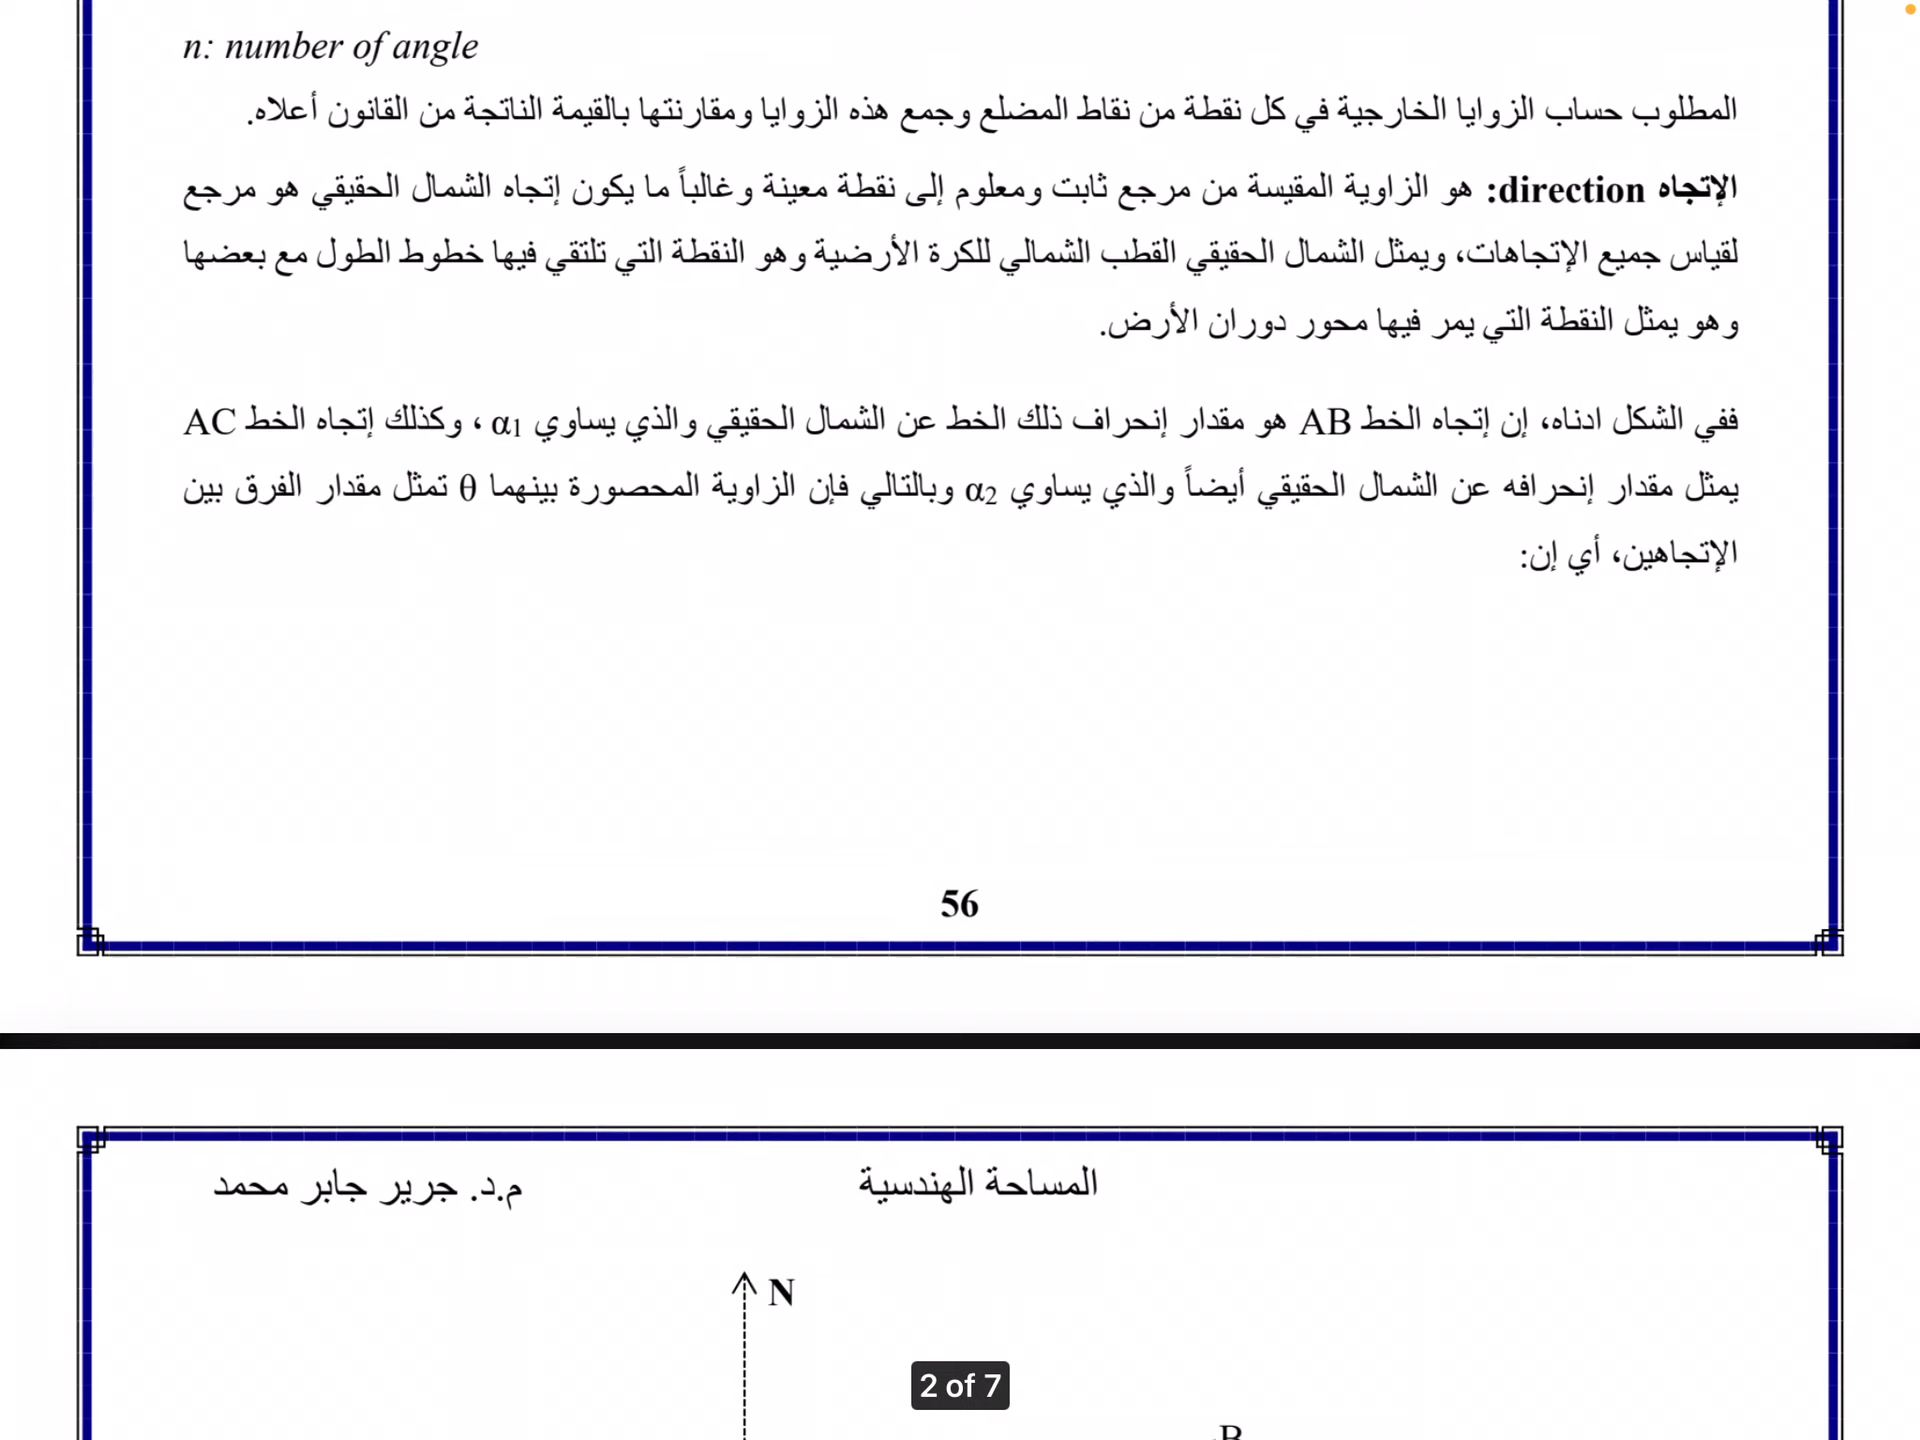 n: number of angle
المطلوب حساب الزوايا الخارجية في كل نقطة من نقاط المضلع وجمع هذه الزوايا ومقارنتها بالقيمة الناتجة من القانون أعلاه.
الإتجاه direction: هو الزاوية المقيسة من مرجع ثابت ومعلوم إلى نقطة معينة وغالباً ما يكون إتجاه الشمال الحقيقي هو مرجع
لقياس جميع الإتجاهات، ويمثل الشمال الحقيقي القطب الشمالي للكرة الأرضية وهو النقطة التي تلتقي فيها خطوط الطول مع بعضها
وهو يمثل النقطة التي يمر فيها محور دوران الأرض.
ففي الشكل ادناه، إن إتجاه الخط AB هو مقدار إنحراف ذلك الخط عن الشمال الحقيقي والذي يساوي α1 ، وكذلك إتجاه الخط AC
يمثل مقدار إنحرافه عن الشمال الحقيقي أيضاً والذي يساوي α2 وبالتالي فإن الزاوية المحصورة بينهما θ تمثل مقدار الفرق بين
الإتجاهين، أي إن:
56
المساحة الهندسية
م.د. جرير جابر محمد
N
2 of 7
B